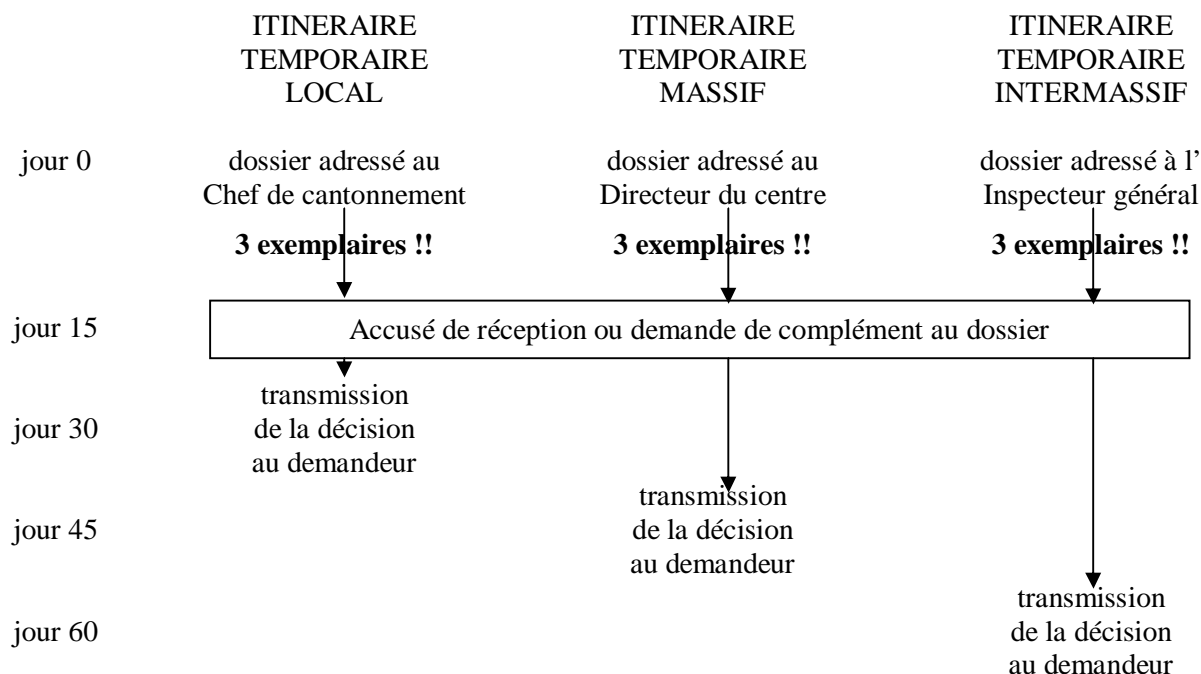 ITINERAIRE TEMPORAIRE LOCAL
ITINERAIRE TEMPORAIRE MASSIF
ITINERAIRE TEMPORAIRE INTERMASSIF
jour 0
dossier adressé au
Chef de cantonnement
3 exemplaires !!
dossier adressé au
Directeur du centre
3 exemplaires !!
dossier adressé à l'
Inspecteur général
3 exemplaires !!
jour 15
Accusé de réception ou demande de complément au dossier
jour 30
transmission
de la décision
au demandeur
jour 45
transmission
de la décision
au demandeur
jour 60
transmission
de la décision
au demandeur